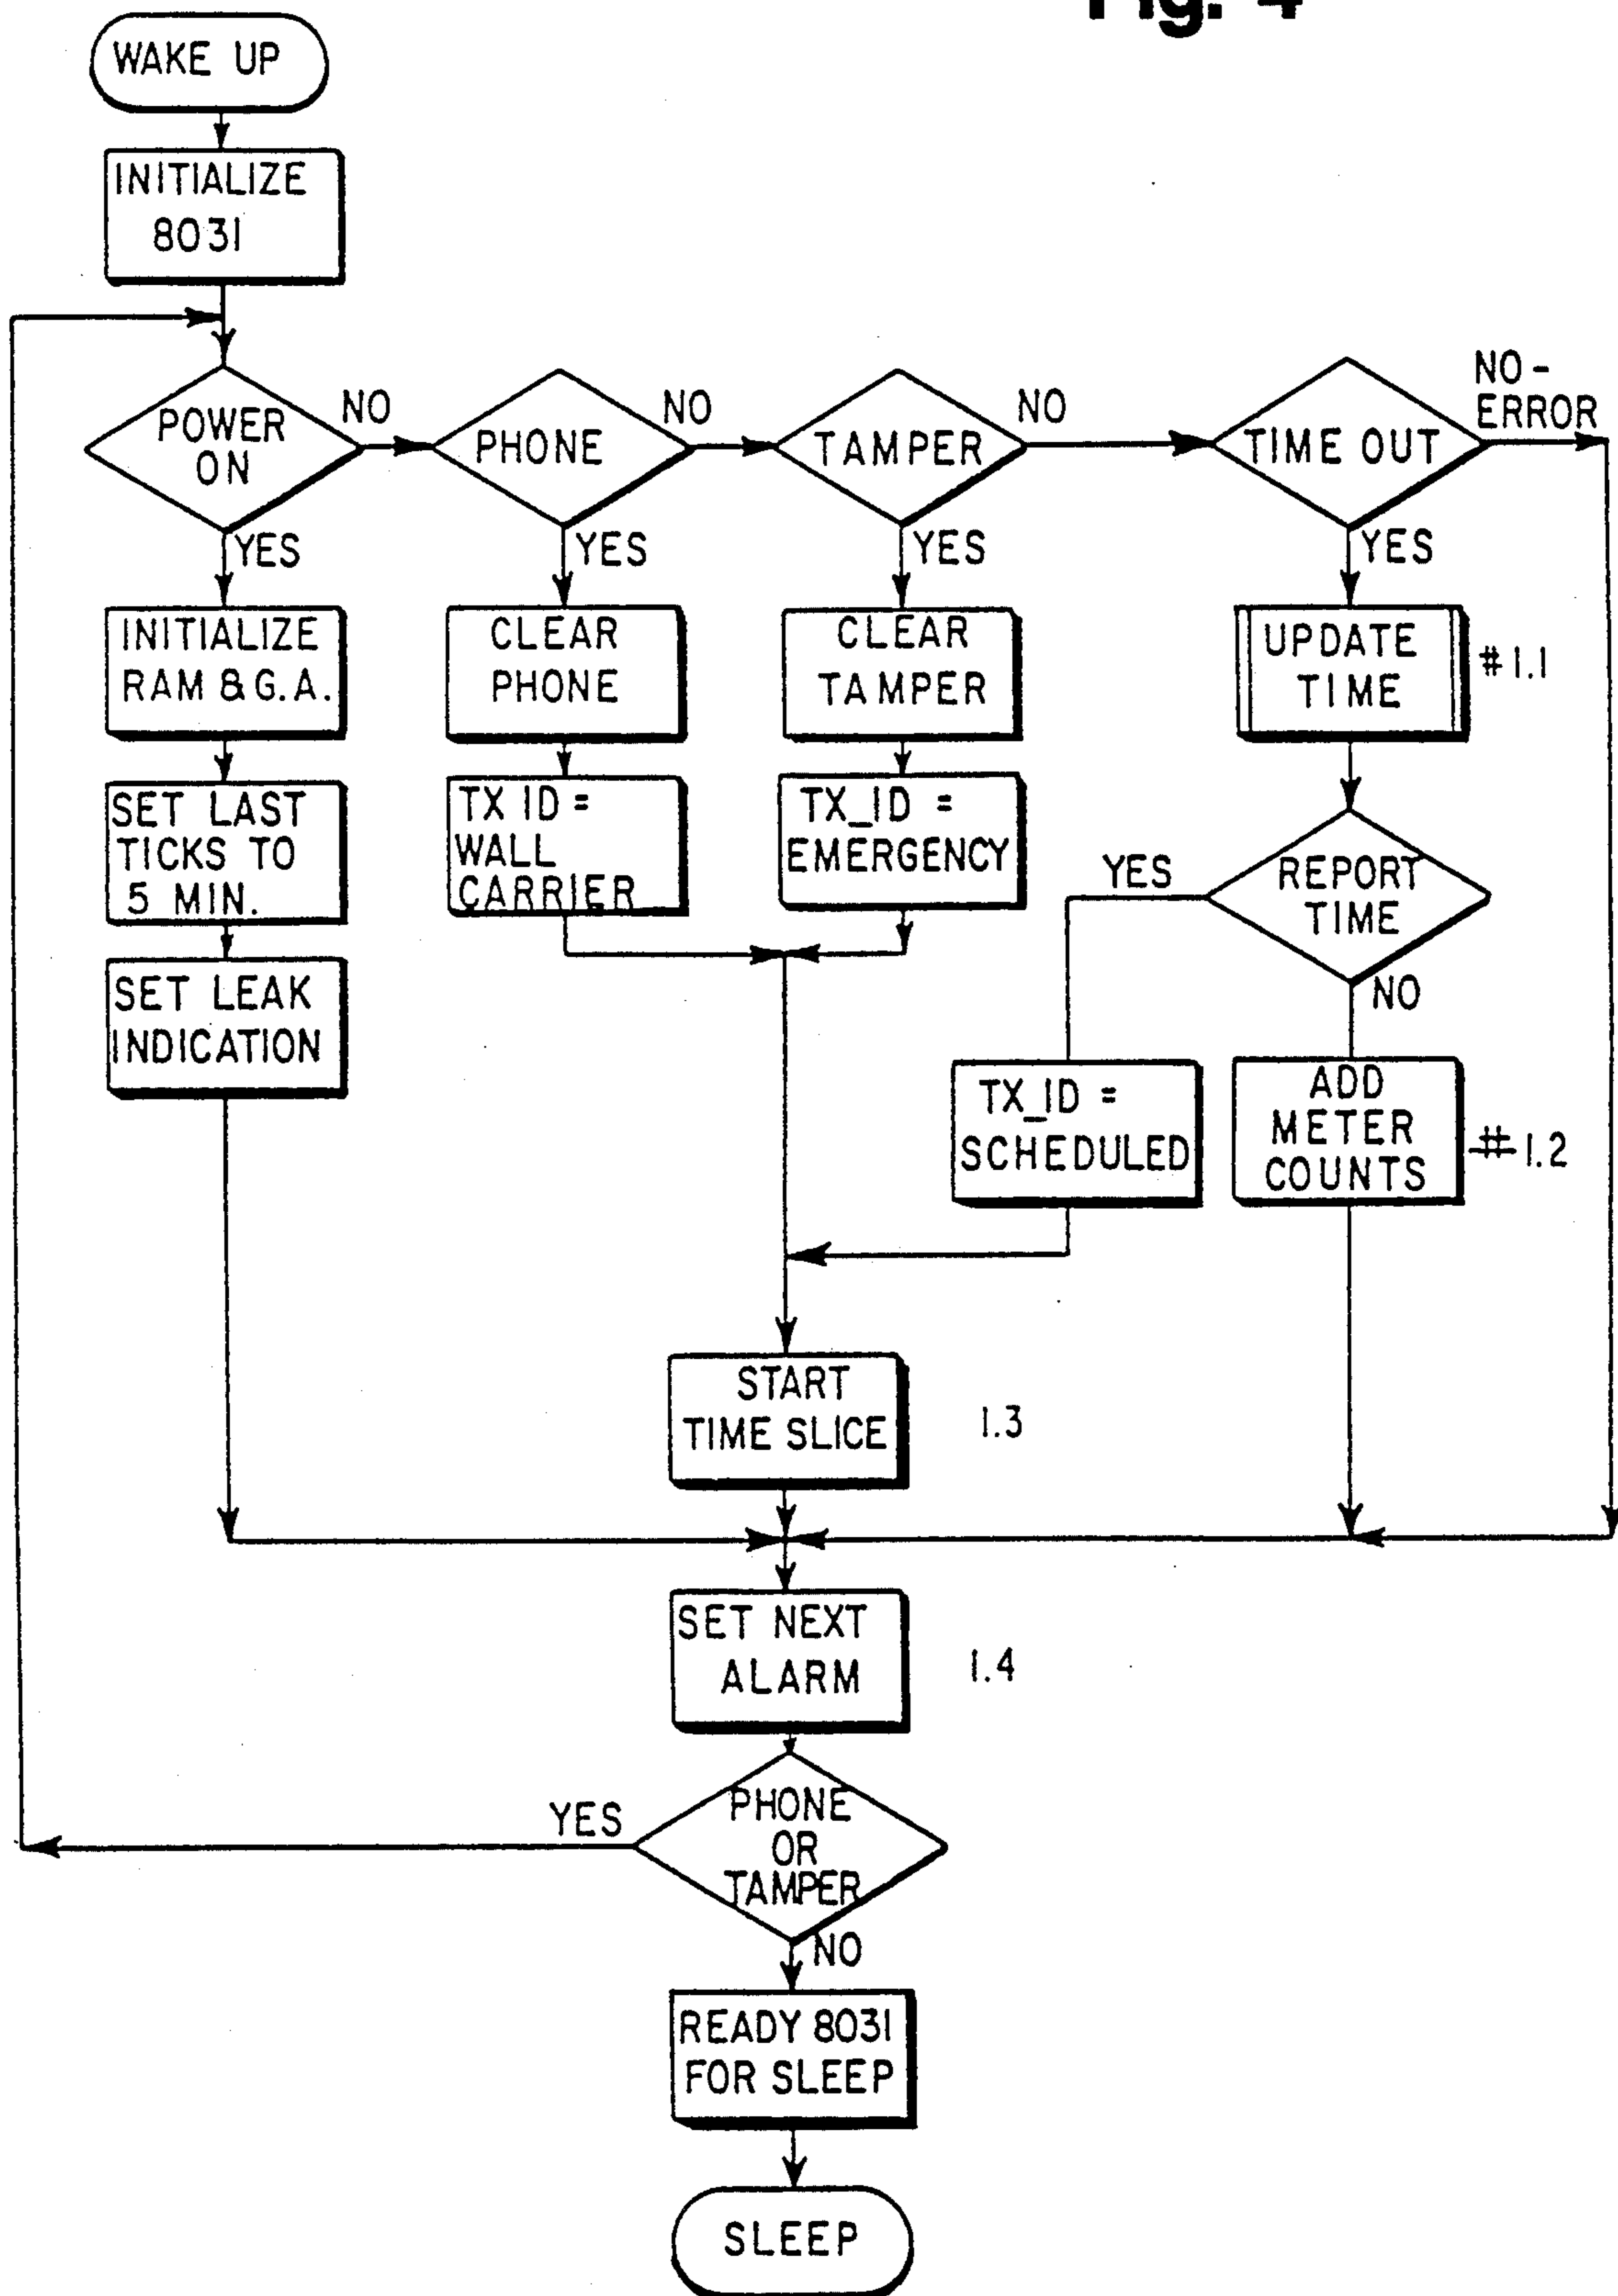 Fig. 4
WAKE UP
INITIALIZE
8031
POWER
ON
NO
PHONE
NO
TAMPER
NO
TIME OUT
NO-
ERROR
YES
YES
YES
YES
INITIALIZE
RAM & G.A.
CLEAR
PHONE
CLEAR
TAMPER
UPDATE
TIME
# 1.1
SET LAST
TICKS TO
5 MIN.
TX ID =
WALL
CARRIER
TX_ID =
EMERGENCY
YES
REPORT
TIME
NO
SET LEAK
INDICATION
TX_ID =
SCHEDULED
ADD
METER
COUNTS
# 1.2
START
TIME SLICE
1.3
SET NEXT
ALARM
1.4
YES
PHONE
OR
TAMPER
NO
READY 8031
FOR SLEEP
SLEEP